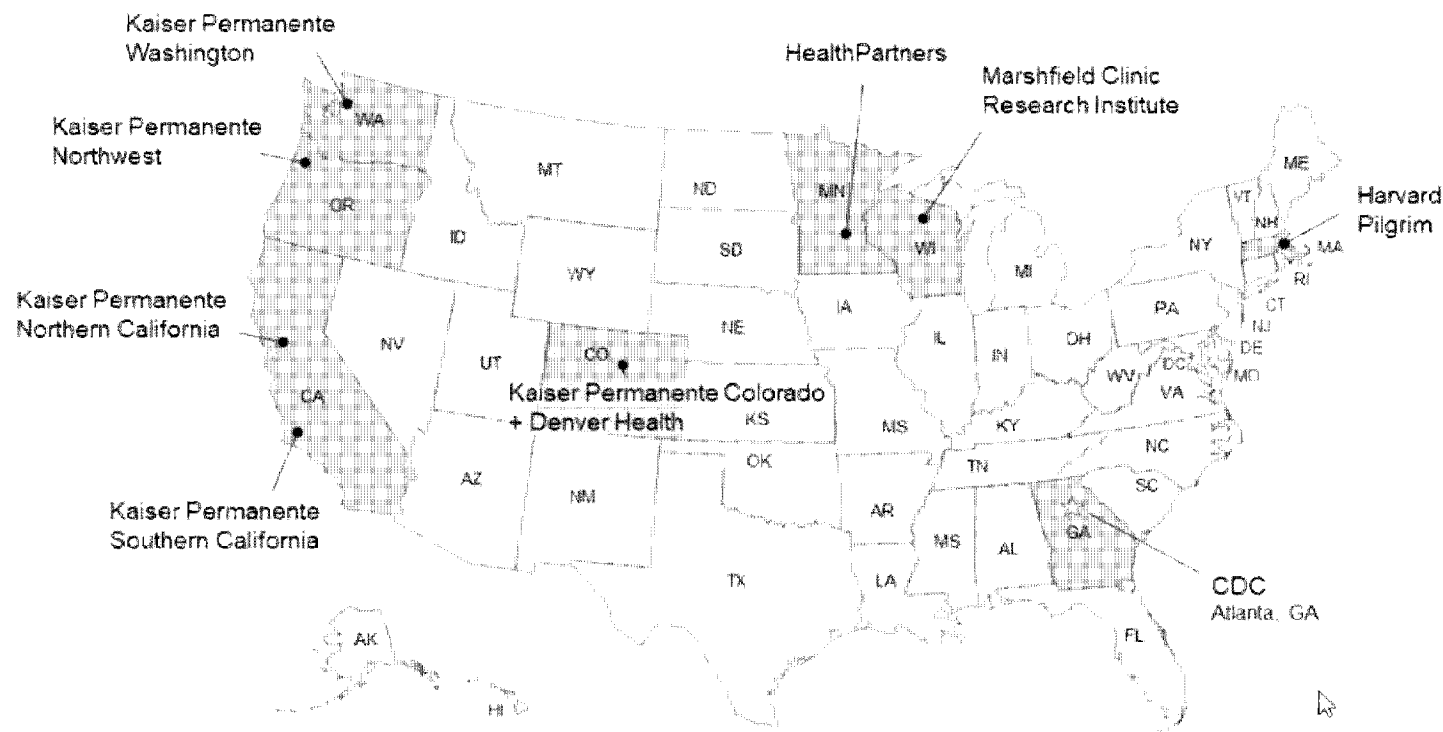 Kaiser Permanente
Washington
HealthPartners
Marshfield Clinic
Research Institute
Kaiser Permanente
Northwest
Harvard
Pilgrim
Kaiser Permanente
Northern California
Kaiser Permanente Colorado
+ Denver Health
Kaiser Permanente
Southern California
CDC
Atlanta, GA
WA
OR
CA
ID
NV
MT
WY
UT
AZ
CO
NM
ND
SD
NE
KS
OK
TX
MN
IA
MS
AR
LA
WI
IL
MI
IN
OH
KY
TN
MS
AL
GA
FL
SC
NC
VA
WV
DC
PA
NY
VT
NH
ME
MA
RI
CT
NJ
DE
MD
AK
HI